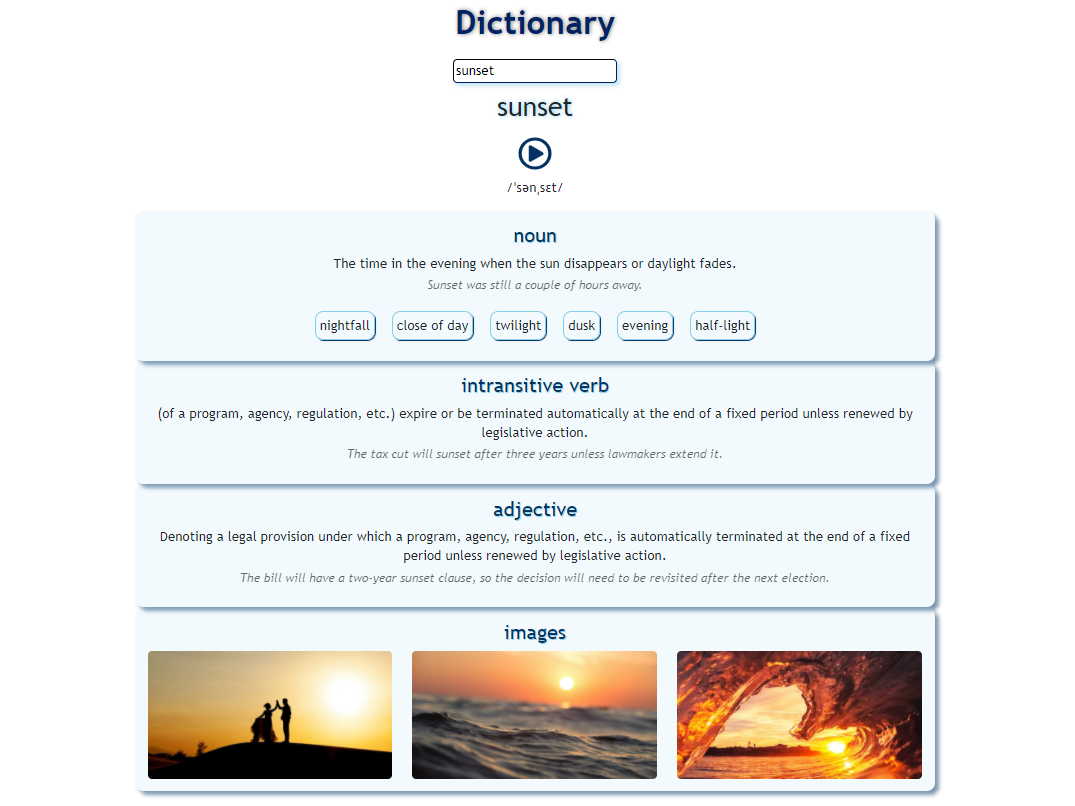 Dictionary
sunset
sunset
/ˈsənˌsɛt/
noun
The time in the evening when the sun disappears or daylight fades.
Sunset was still a couple of hours away.
nightfall close of day twilight dusk evening half-light
intransitive verb
(of a program, agency, regulation, etc.) expire or be terminated automatically at the end of a fixed period unless renewed by
legislative action.
The tax cut will sunset after three years unless lawmakers extend it.
adjective
Denoting a legal provision under which a program, agency, regulation, etc., is automatically terminated at the end of a fixed
period unless renewed by legislative action.
The bill will have a two-year sunset clause, so the decision will need to be revisited after the next election.
images